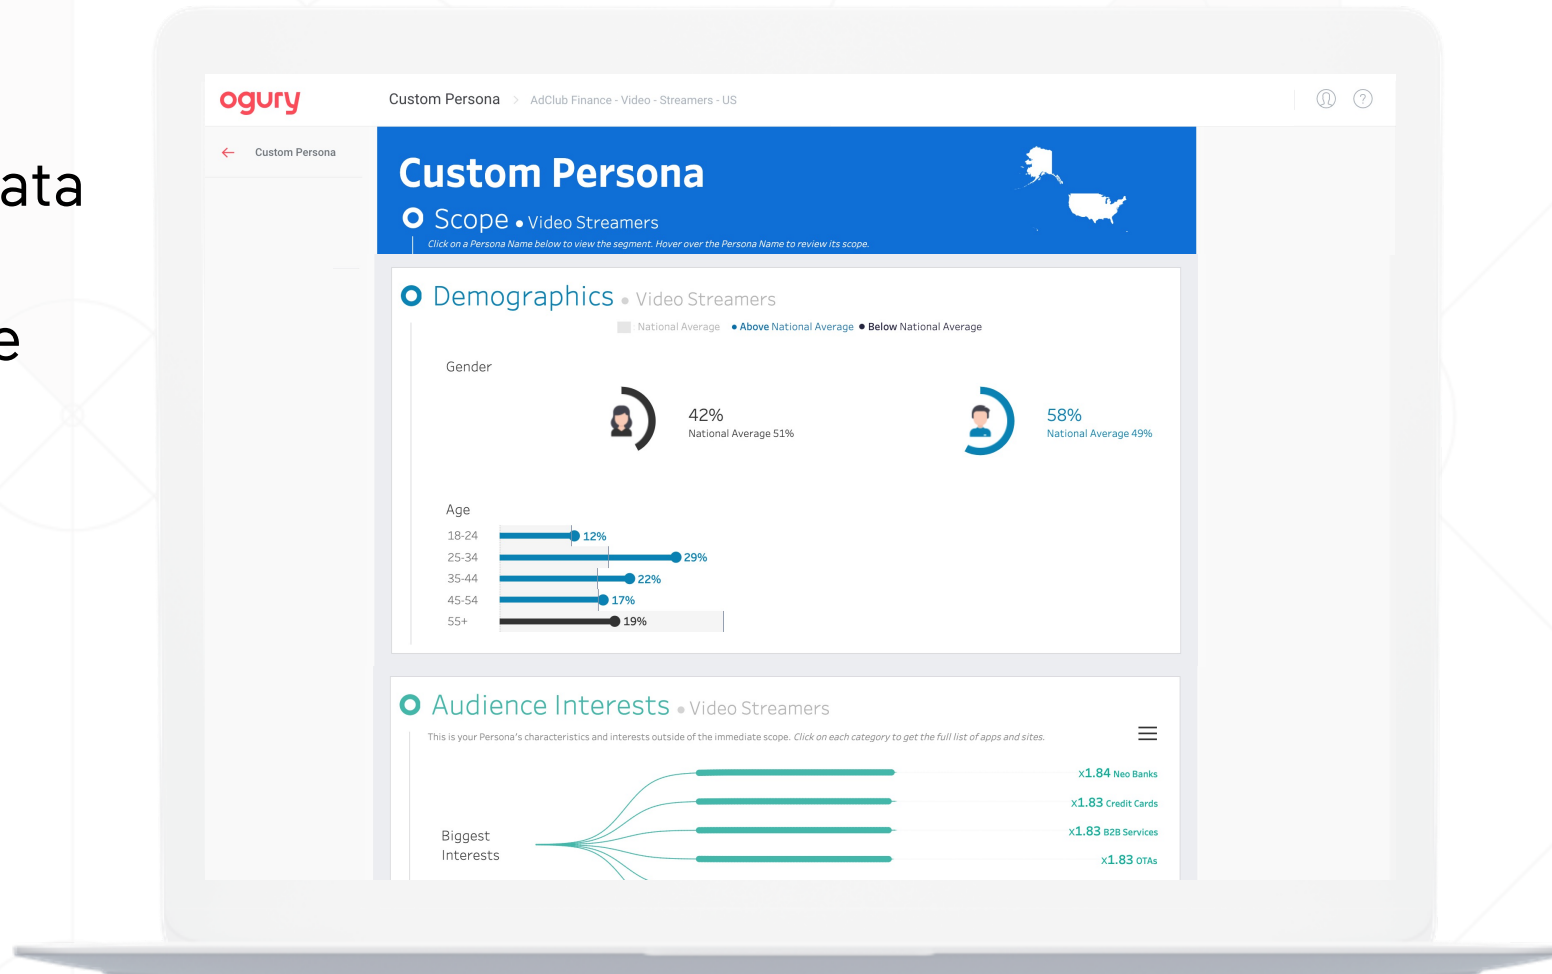 ata
e
ogury
Custom Persona > AdClub Finance - Video - Streamers - US
?
← Custom Persona
Custom Persona
Scope • Video Streamers
Click on a Persona Name below to view the segment. Hover over the Persona Name to review its scope.
Demographics • Video Streamers
National Average • Above National Average • Below National Average
Gender
42%
National Average 51%
58%
National Average 49%
Age
18-24 12%
25-34 29%
35-44 22%
45-54 17%
55+ 19%
Audience Interests • Video Streamers
This is your Persona's characteristics and interests outside of the immediate scope. Click on each category to get the full list of apps and sites.
Biggest
Interests
x1.84 Neo Banks
x1.83 Credit Cards
x1.83 B2B Services
x1.83 OTAs